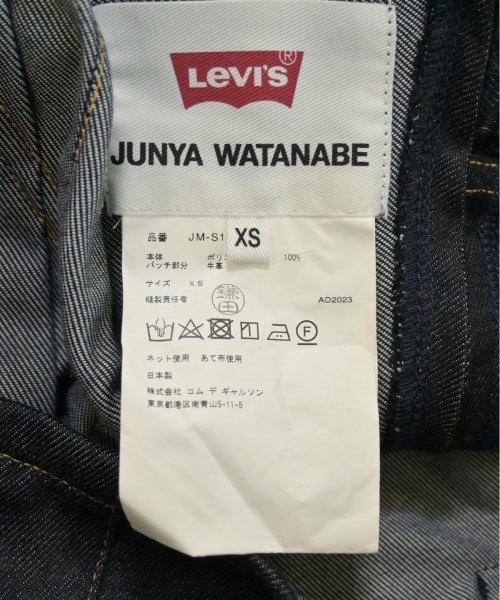 LEVI'S ®
JUNYA WATANABE
XS
品番 JM-S1
本体 ポリ 100%
パッチ部分 牛革
サイズ XS
縫製責任者 鎌田 AD2023
ネット使用 あて布使用
日本製
株式会社 コム デ ギャルソン
東京都港区南青山5-11-5